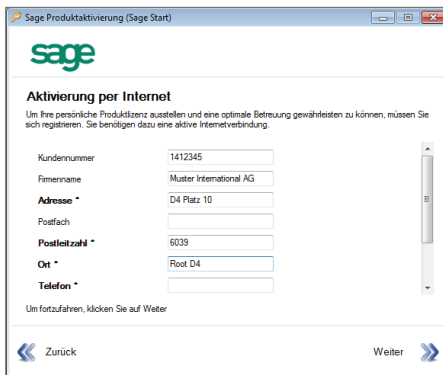 Sage Produktaktivierung (Sage Start)
sage
Aktivierung per Internet
Um Ihre persönliche Produktlizenz ausstellen und eine optimale Betreuung gewährleisten zu können, müssen Sie
sich registrieren. Sie benötigen dazu eine aktive Internetverbindung.
Kundennummer 1412345
Firmenname Muster International AG
Adresse * D4 Platz 10
Postfach
Postleitzahl * 6039
Ort * Root D4
Telefon *
Um fortzufahren, klicken Sie auf Weiter
Zurück Weiter